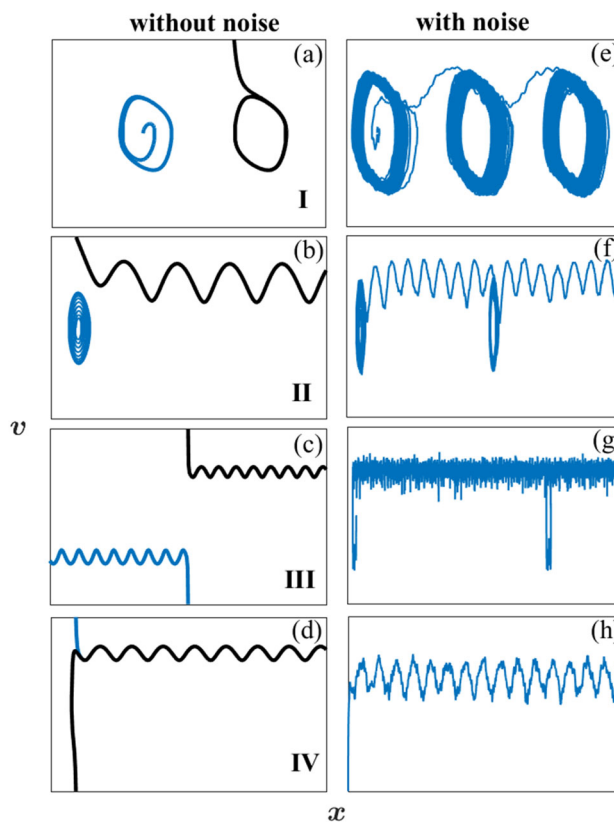 without noise
with noise
(a)
(e)
I
(b)
(f)
II
v
(c)
(g)
III
(d)
(h)
IV
x